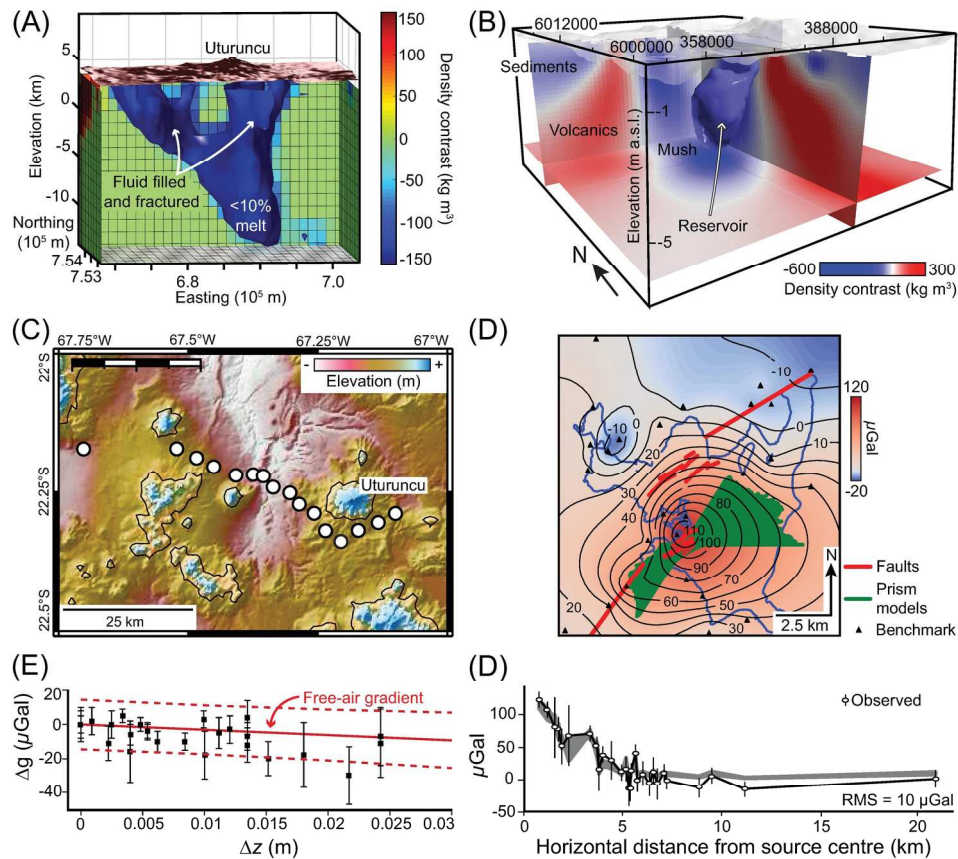 (A)
Uturuncu
Elevation (km)
5
0
-5
-10
Fluid filled
and fractured
<10%
melt
Northing
(10⁵ m)
7.54
7.53
6.8
7.0
Easting (10⁵ m)
150
100
50
0
-50
-100
-150
Density contrast
(kg m³)
(B)
6012000
6000000
358000
388000
Sediments
Volcanics
Mush
Reservoir
Elevation (m a.s.l.)
-1
-5
N
-600
300
Density contrast (kg m³)
(C)
67.75°W
67.5°W
67.25°W
67°W
22°S
22.25°S
22.5°S
-
+
Elevation (m)
Uturuncu
25 km
(D)
-10
0
10
-10
0
10
20
30
40
80
110
100
90
70
60
50
40
20
30
N
2.5 km
120
µGal
-20
Faults
Prism
models
Benchmark
(E)
Δg (µGal)
20
0
-20
-40
Free-air gradient
0
0.005
0.01
0.015
0.02
0.025
0.03
Δz (m)
(D)
µGal
100
50
0
-50
Observed
RMS = 10 µGal
0
5
10
15
20
Horizontal distance from source centre (km)